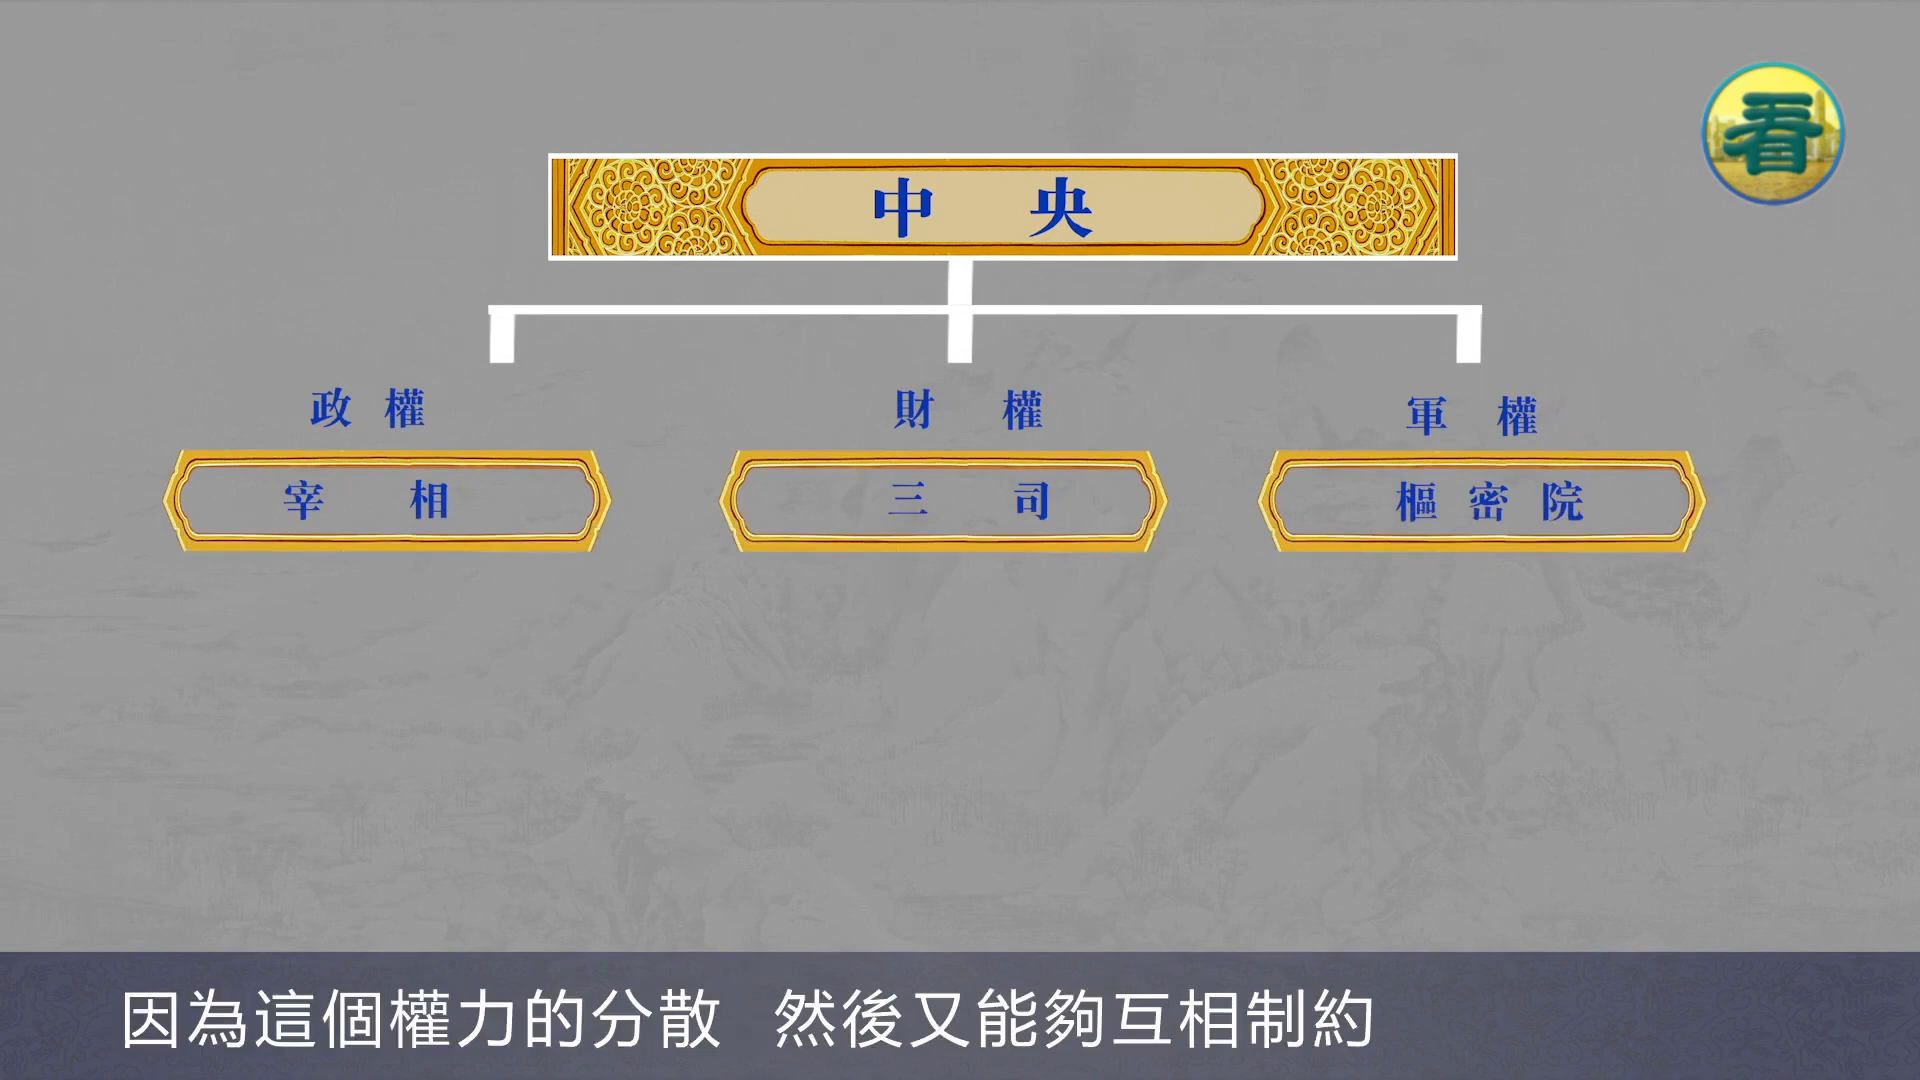 看
中央
政權
財權
軍權
宰相
三司
樞密院
因為這個權力的分散 然後又能夠互相制約